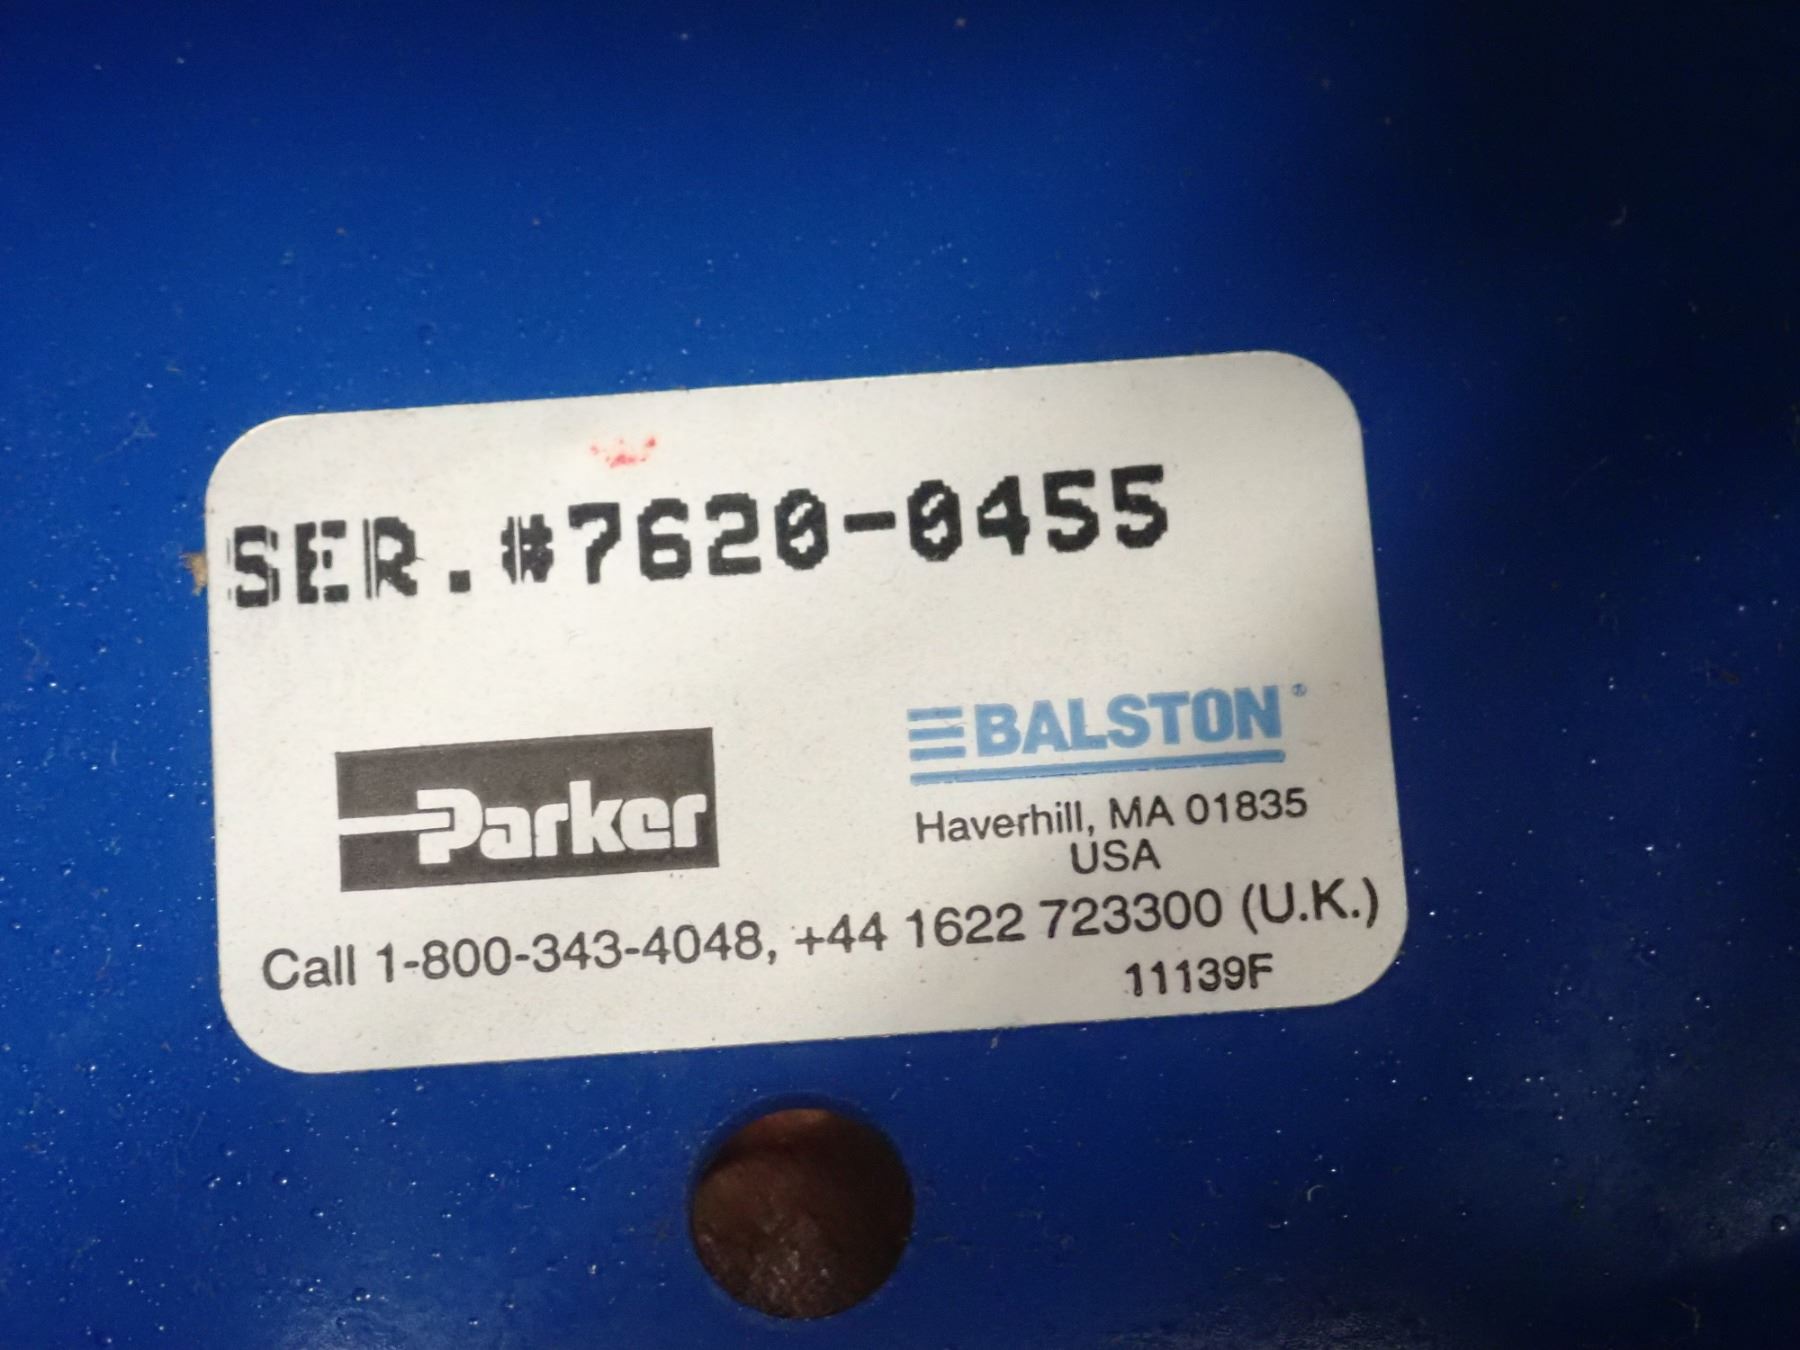 SER.#7620-0455
Parker
BALSTON®
Haverhill, MA 01835
USA
Call 1-800-343-4048, +44 1622 723300 (U.K.)
11139F